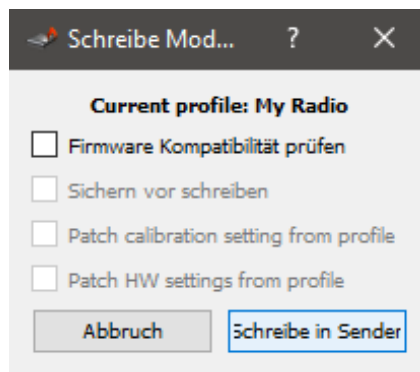 Schreibe Mod... ? ×
Current profile: My Radio
Firmware Kompatibilität prüfen
Sichern vor schreiben
Patch calibration setting from profile
Patch HW settings from profile
Abbruch Schreibe in Sender